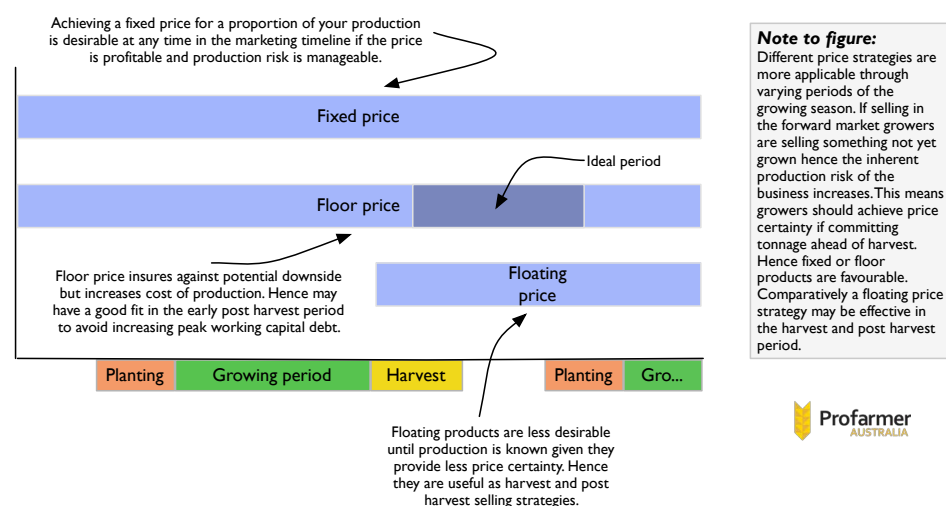 Achieving a fixed price for a proportion of your production
is desirable at any time in the marketing timeline if the price
is profitable and production risk is manageable.
Fixed price
Ideal period
Floor price
Floor price insures against potential downside
but increases cost of production. Hence may
have a good fit in the early post harvest period
to avoid increasing peak working capital debt.
Floating
price
Planting
Growing period
Harvest
Planting
Gro...
Floating products are less desirable
until production is known given they
provide less price certainty. Hence
they are useful as harvest and post
harvest selling strategies.
Note to figure:
Different price strategies are
more applicable through
varying periods of the
growing season. If selling in
the forward market growers
are selling something not yet
grown hence the inherent
production risk of the
business increases. This means
growers should achieve price
certainty if committing
tonnage ahead of harvest.
Hence fixed or floor
products are favourable.
Comparatively a floating price
strategy may be effective in
the harvest and post harvest
period.
Profarmer
AUSTRALIA